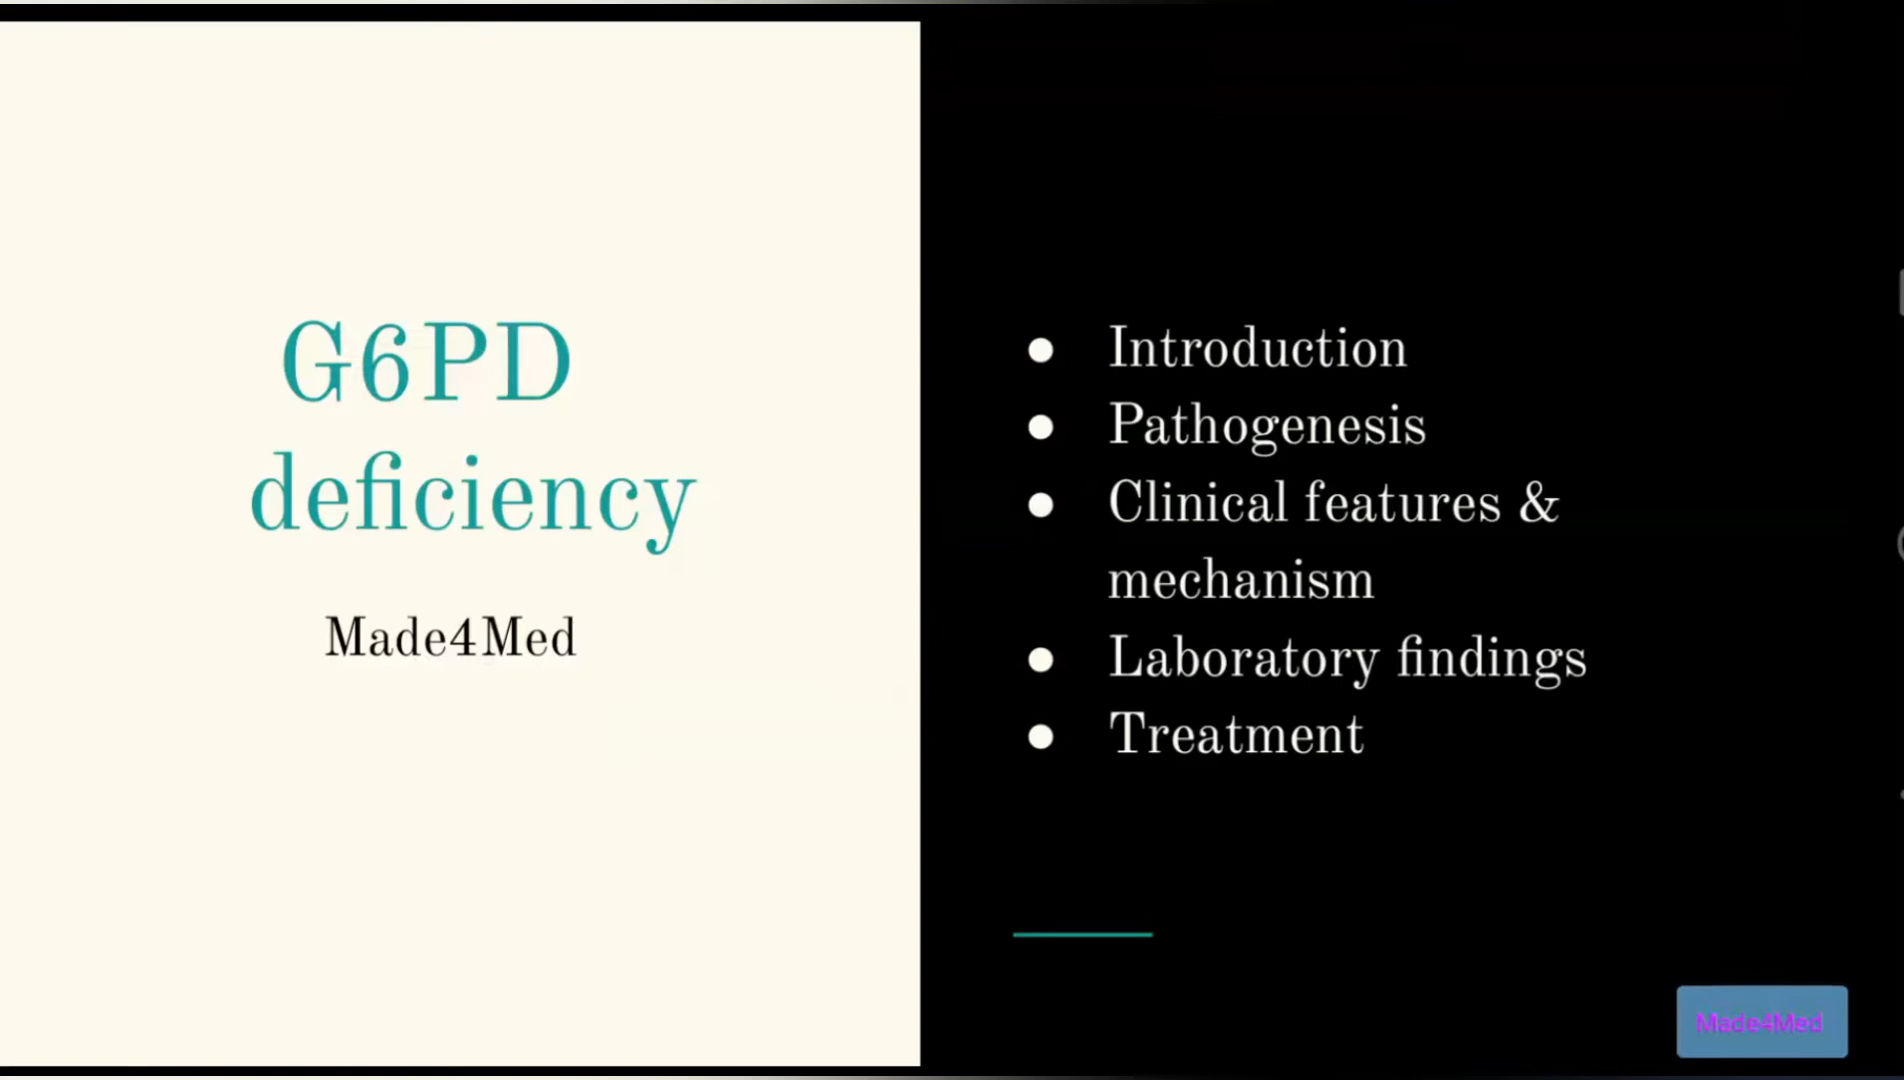 G6PD
deficiency
Made4Med
● Introduction
● Pathogenesis
● Clinical features &
mechanism
● Laboratory findings
● Treatment
Made4Med